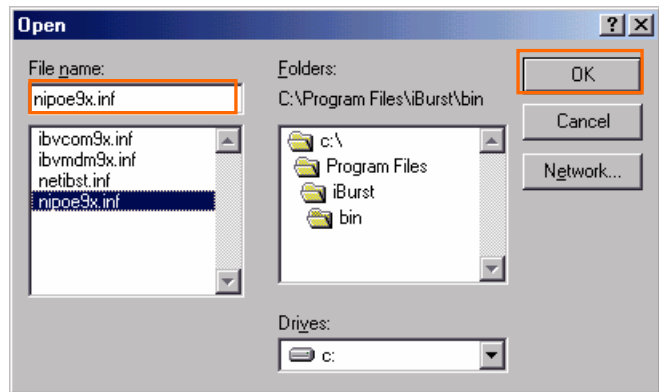 Open
File name:
nipoe9x.inf
ibvcom9x.inf
ibvmdm9x.inf
netibst.inf
nipoe9x.inf
Folders:
C:\Program Files\iBurst\bin
c:\
Program Files
iBurst
bin
Drives:
c:
OK
Cancel
Network...